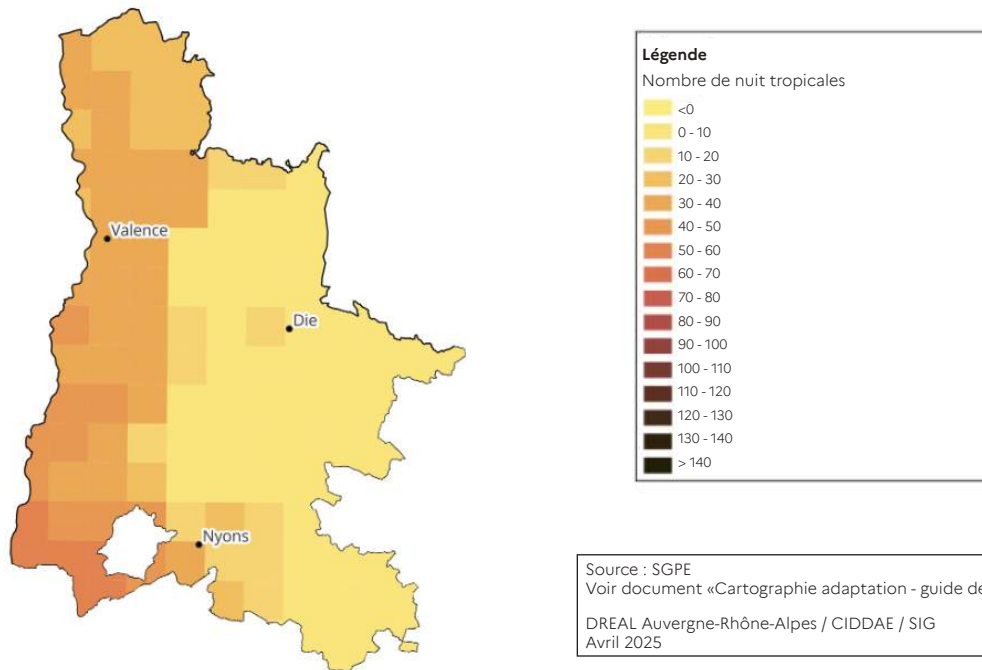 Valence
Die
Nyons
Légende
Nombre de nuit tropicales
<0
0 - 10
10 - 20
20 - 30
30 - 40
40 - 50
50 - 60
60 - 70
70 - 80
80 - 90
90 - 100
100 - 110
110 - 120
120 - 130
130 - 140
> 140
Source : SGPE
Voir document «Cartographie adaptation - guide de
DREAL Auvergne-Rhône-Alpes / CIDDAE / SIG
Avril 2025